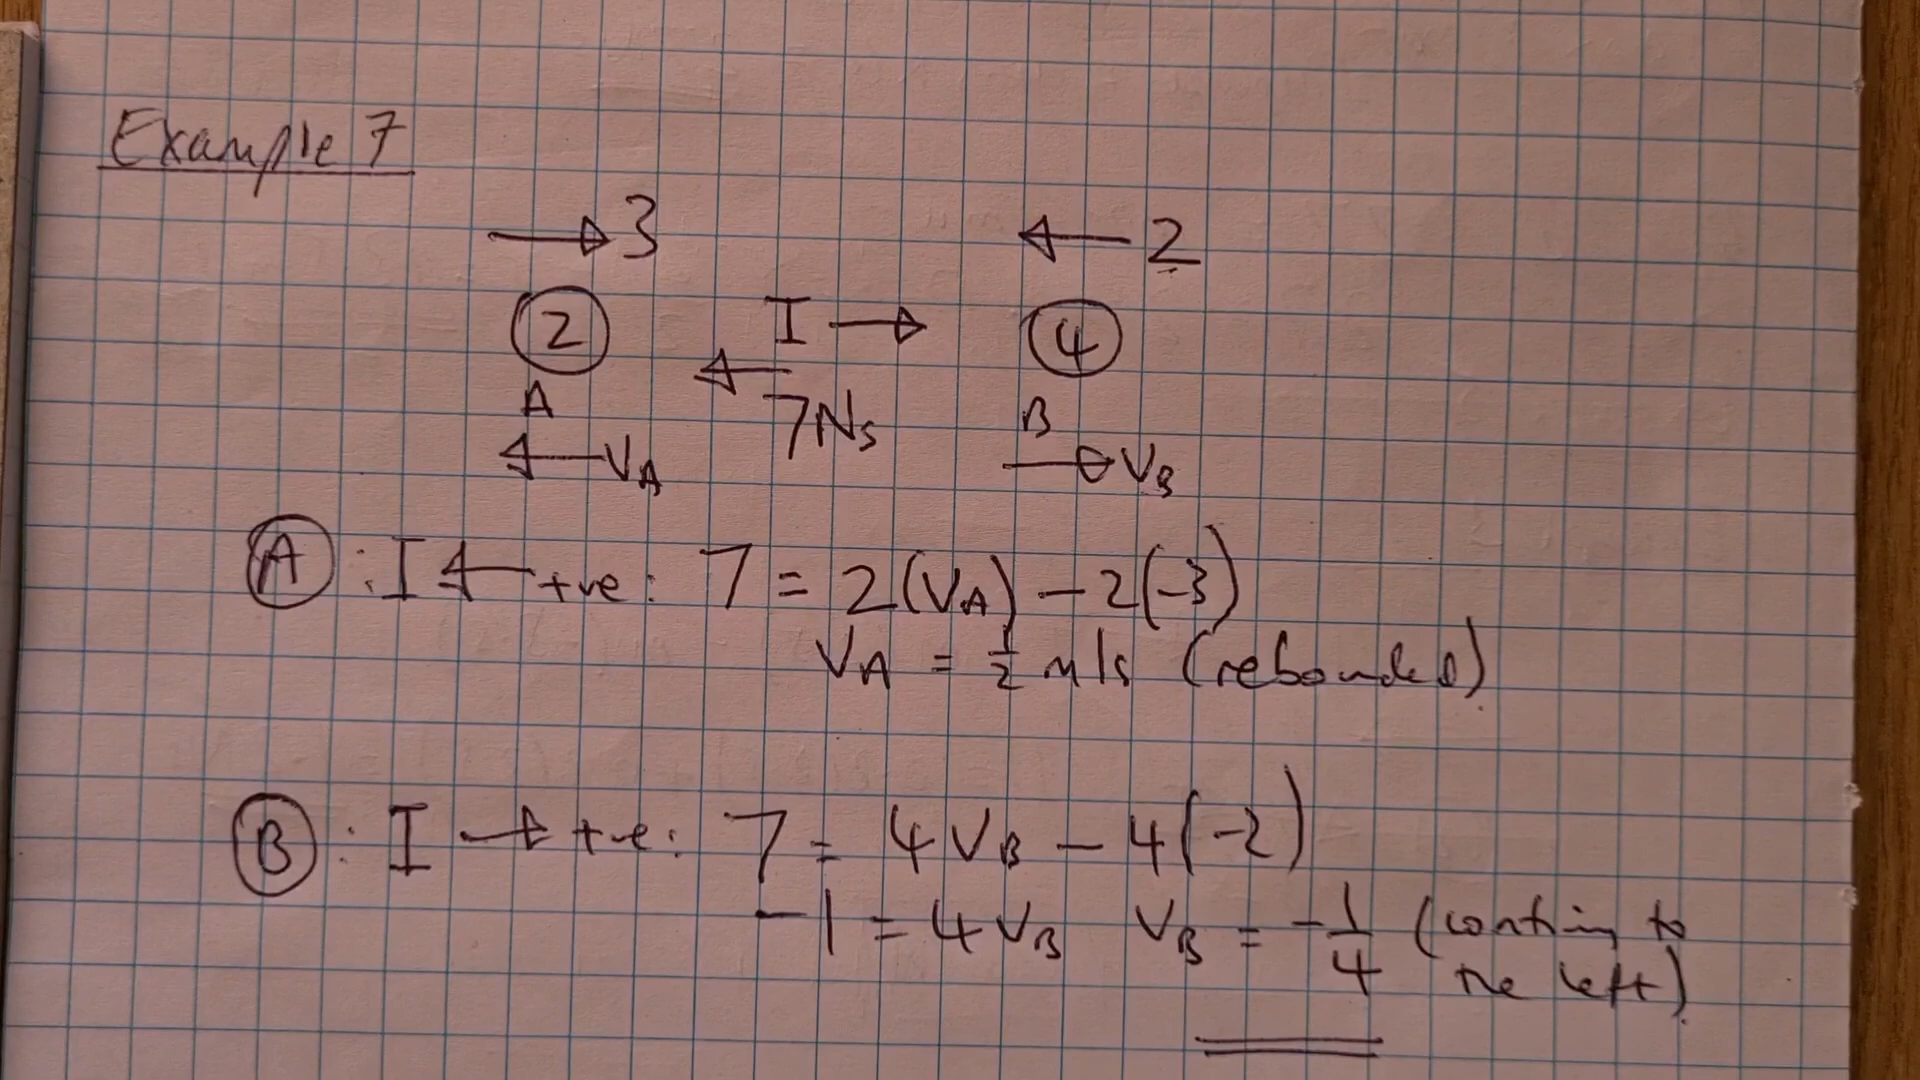 Example 7
→ 3 ← 2
2 I → 4
←
A 7Ns B
← VA → VB
A : I ← +ve : 7 = 2(VA) - 2(-3)
VA = 1/2 m/s (rebounded)
B : I → +ve : 7 = 4VB - 4(-2)
-1 = 4VB VB = -1/4 (contining to
the left)